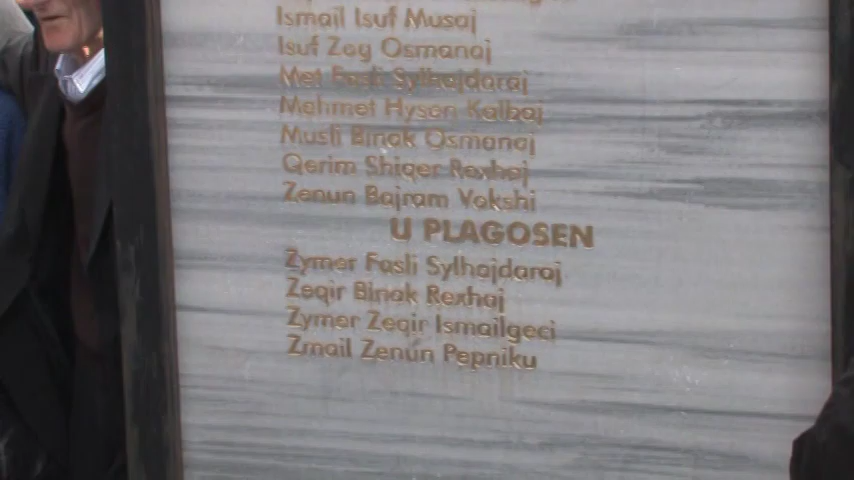 Ismail Isuf Musaj
Isuf Zog Osmanaj
Met Fasli Sylhajdaraj
Mehmet Hysen Kalbaj
Musli Binak Osmanaj
Qerim Shiqer Rexhaj
Zenun Bajram Vokshi
U PLAGOSEN
Zymer Fasli Sylhajdaraj
Zeqir Binak Rexhaj
Zymer Zeqir Ismailgeci
Zmail Zenun Pepniku